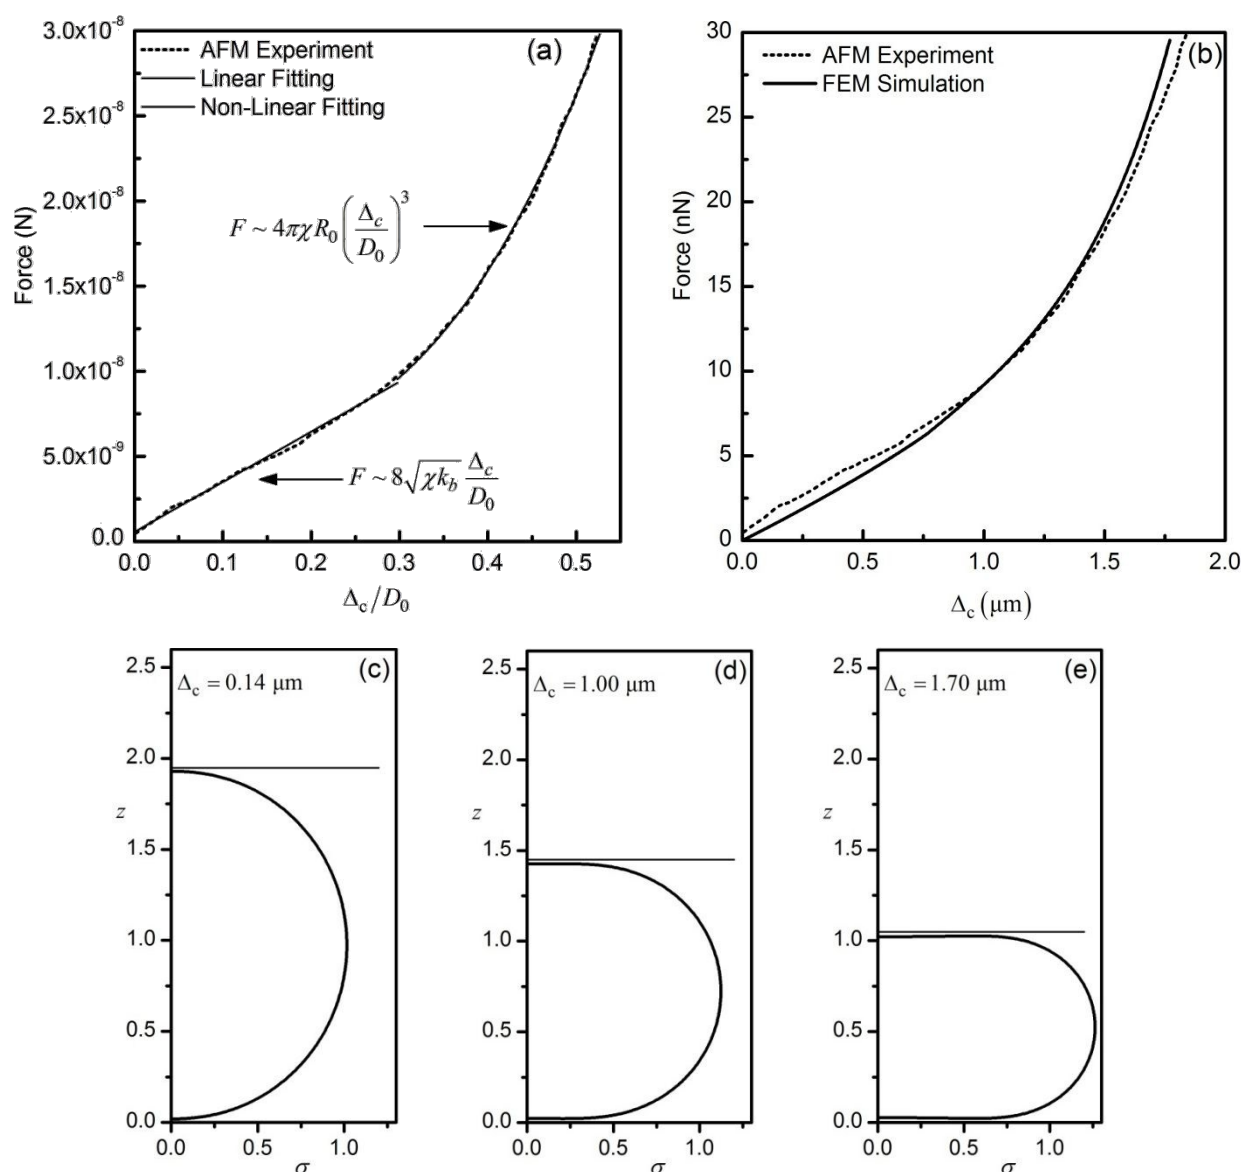 (a)
AFM Experiment
Linear Fitting
Non-Linear Fitting
F ~ 4πχR₀(Δc/D₀)³
F ~ 8√(χk_b) Δc/D₀
3.0x10⁻⁸
2.5x10⁻⁸
2.0x10⁻⁸
1.5x10⁻⁸
1.0x10⁻⁸
5.0x10⁻⁹
0.0
Force (N)
0.0 0.1 0.2 0.3 0.4 0.5
Δc/D₀
(b)
AFM Experiment
FEM Simulation
30
25
20
15
10
5
0
Force (nN)
0.0 0.5 1.0 1.5 2.0
Δc (μm)
(c)
Δc = 0.14 μm
2.5
2.0
1.5
1.0
0.5
0.0
z
0.0 0.5 1.0
σ
(d)
Δc = 1.00 μm
2.5
2.0
1.5
1.0
0.5
0.0
z
0.0 0.5 1.0
σ
(e)
Δc = 1.70 μm
2.5
2.0
1.5
1.0
0.5
0.0
z
0.0 0.5 1.0
σ